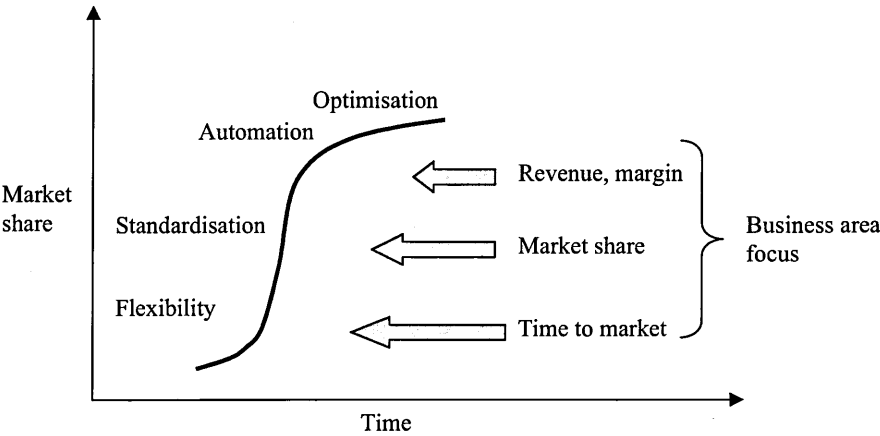 Optimisation
Automation
Revenue, margin
Market
share
Standardisation
Market share
Business area
focus
Flexibility
Time to market
Time